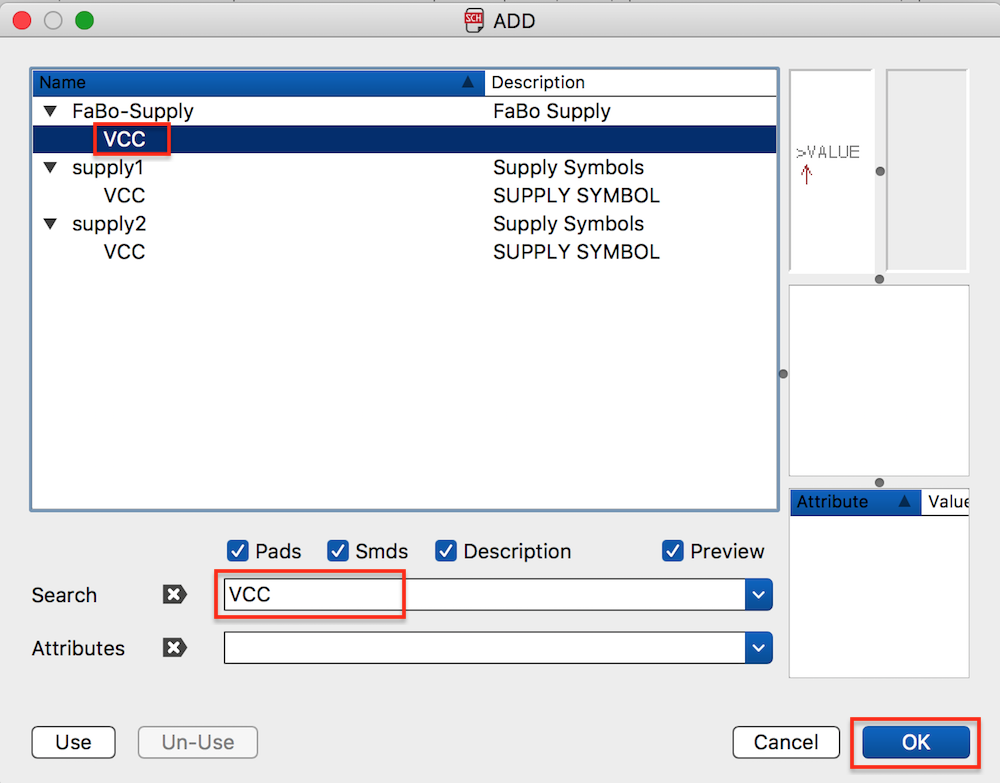 ADD
Name Description
FaBo-Supply FaBo Supply
VCC
supply1 Supply Symbols
VCC SUPPLY SYMBOL
supply2 Supply Symbols
VCC SUPPLY SYMBOL
>VALUE
Attribute Value
Pads Smds Description Preview
Search VCC
Attributes
Use Un-Use Cancel OK